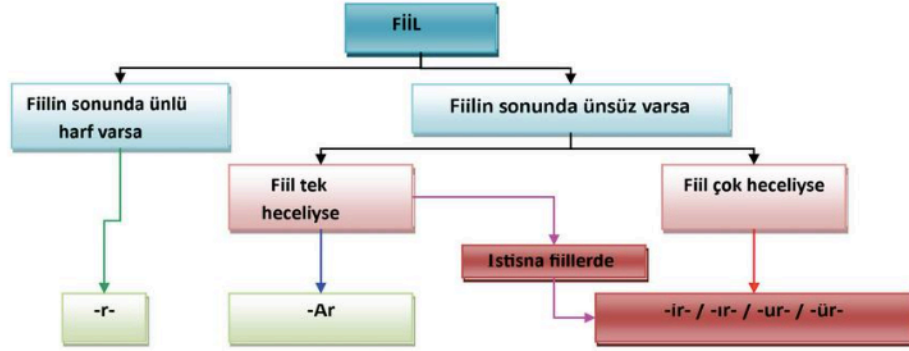 FİİL
Fiilin sonunda ünlü
harf varsa
Fiilin sonunda ünsüz varsa
Fiil tek
heceliyse
Fiil çok heceliyse
Istisna fiillerde
-r-
-Ar
-ir- / -ır- / -ur- / -ür-